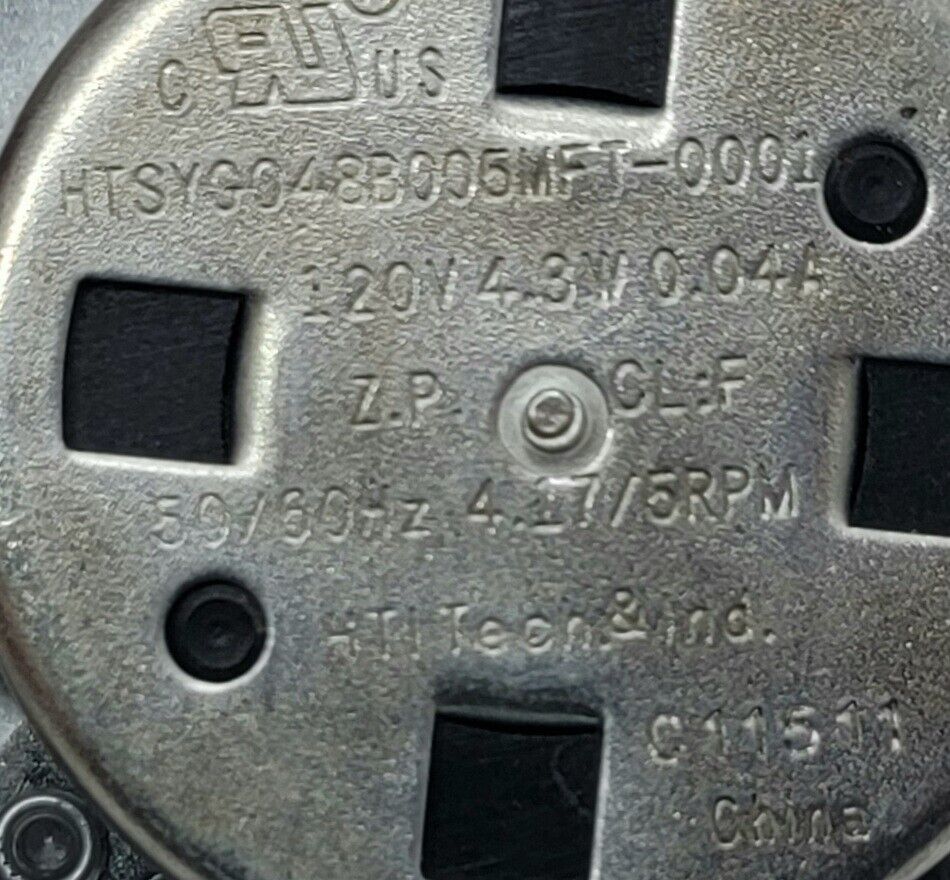 C RU US
HTSYG048B005MFT-0001
120V 4.3W 0.04A
Z.P. CL:F
50/60Hz 4.17/5RPM
HTI Tech & Ind.
C11511
China